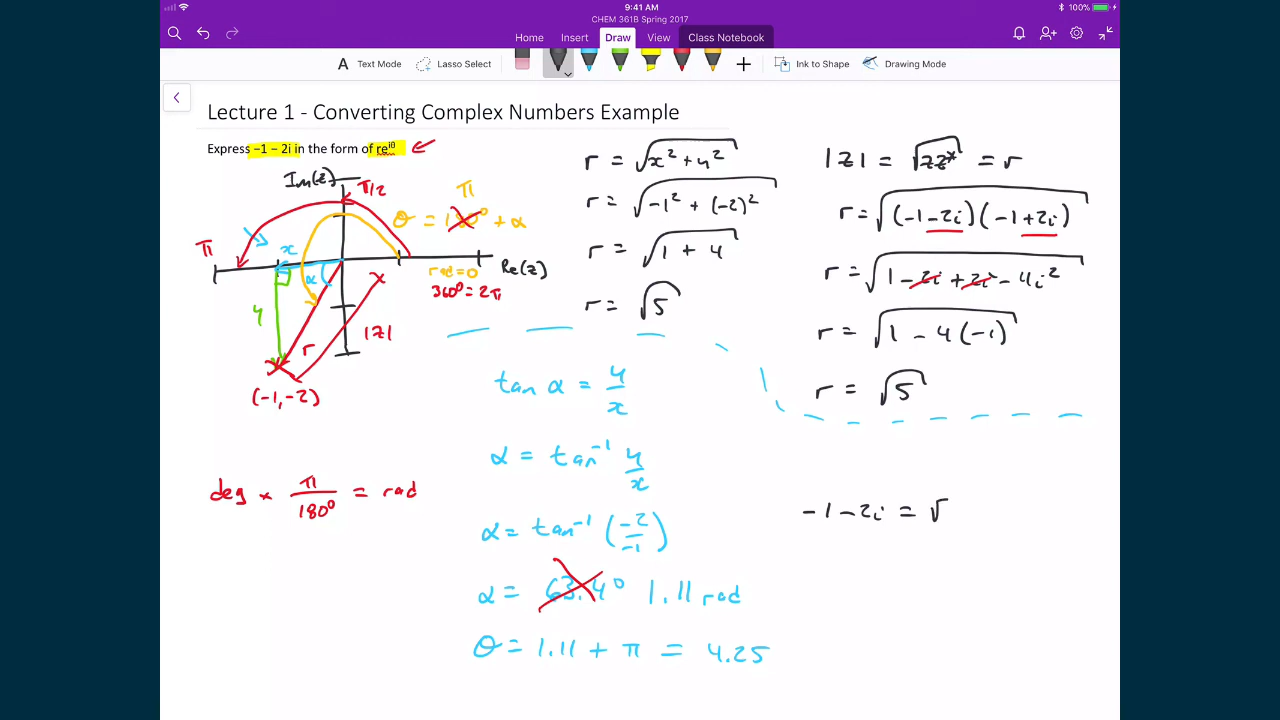 9:41 AM
100%
CHEM 361B Spring 2017
Home Insert Draw View Class Notebook
A Text Mode Lasso Select Ink to Shape Drawing Mode
Lecture 1 - Converting Complex Numbers Example
Express −1 − 2i in the form of re^iθ
Im(z)
π/2
π
θ = 180° + α
π
x
α
y
rad = 0
360° = 2π
Re(z)
x
r
|z|
(-1,-2)
deg × π/180° = rad
r = √(x² + y²)
r = √(-1² + (-2)²)
r = √(1 + 4)
r = √5
tan α = y/x
α = tan⁻¹ y/x
α = tan⁻¹ (-2/-1)
α = 63.4° 1.11 rad
θ = 1.11 + π = 4.25
|z| = √(zz*) = r
r = √((-1-2i)(-1+2i))
r = √(1 - 2i + 2i - 4i²)
r = √(1 - 4(-1))
r = √5
-1-2i = √